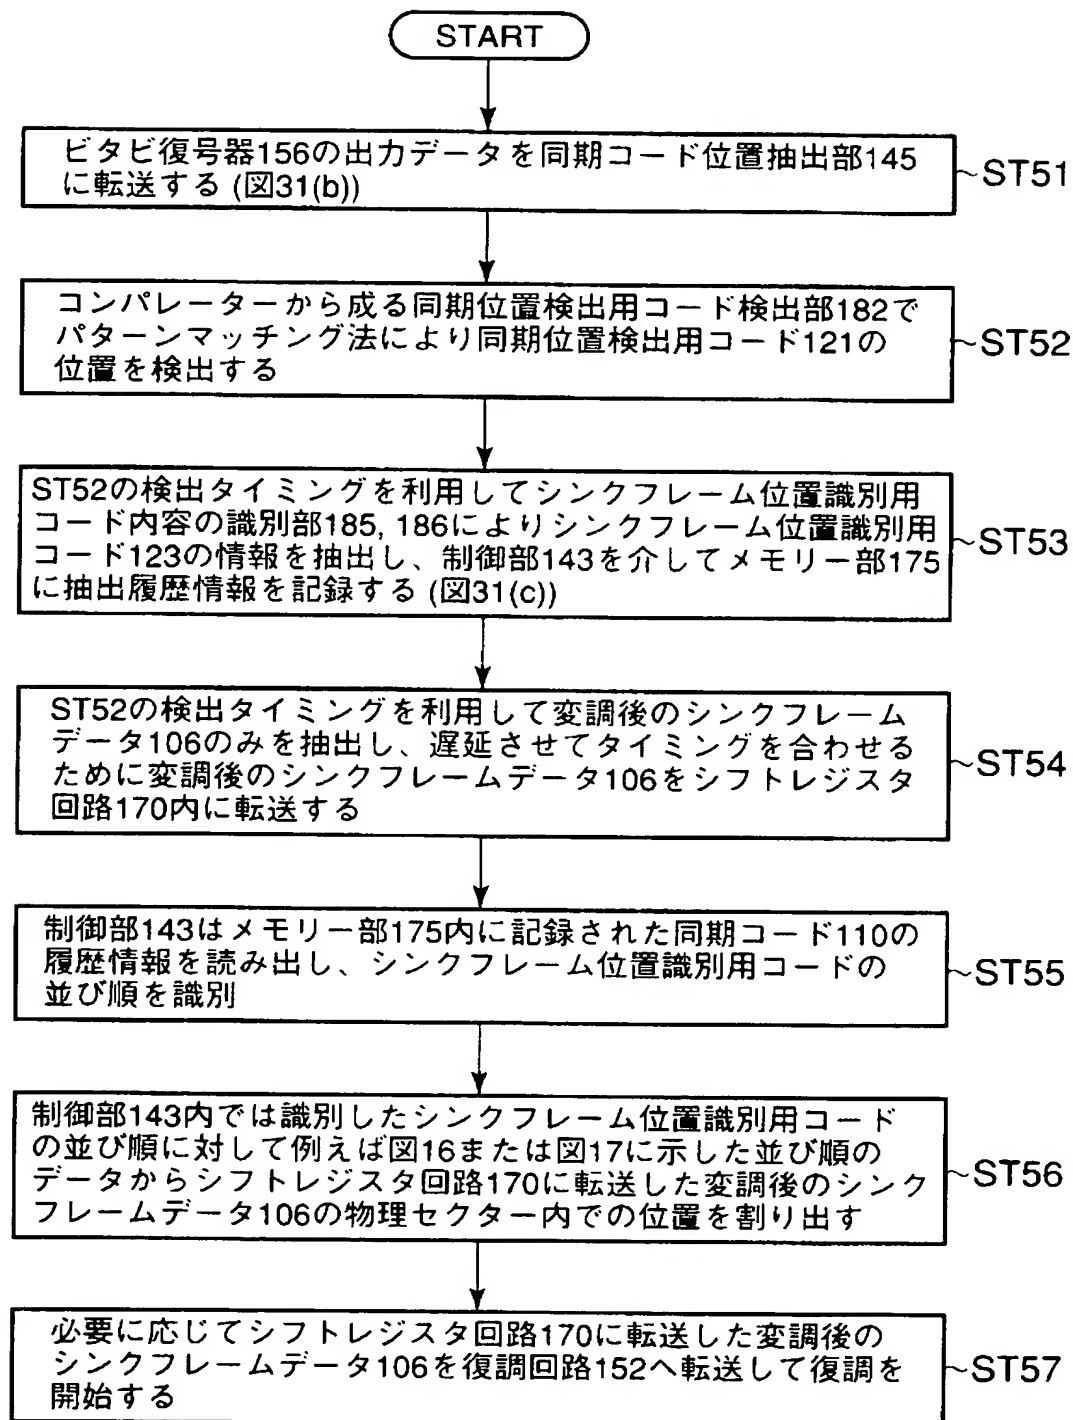 START
ビタビ復号器156の出力データを同期コード位置抽出部145
に転送する (図31(b))
~ST51
コンパレーターから成る同期位置検出用コード検出部182で
パターンマッチング法により同期位置検出用コード121の
位置を検出する
~ST52
ST52の検出タイミングを利用してシンクフレーム位置識別用
コード内容の識別部185, 186によりシンクフレーム位置識別用
コード123の情報を抽出し、制御部143を介してメモリー部175
に抽出履歴情報を記録する (図31(c))
~ST53
ST52の検出タイミングを利用して変調後のシンクフレーム
データ106のみを抽出し、遅延させてタイミングを合わせる
ために変調後のシンクフレームデータ106をシフトレジスタ
回路170内に転送する
~ST54
制御部143はメモリー部175内に記録された同期コード110の
履歴情報を読み出し、シンクフレーム位置識別用コードの
並び順を識別
~ST55
制御部143内では識別したシンクフレーム位置識別用コード
の並び順に対して例えば図16または図17に示した並び順の
データからシフトレジスタ回路170に転送した変調後のシンク
フレームデータ106の物理セクター内での位置を割り出す
~ST56
必要に応じてシフトレジスタ回路170に転送した変調後の
シンクフレームデータ106を復調回路152へ転送して復調を
開始する
~ST57